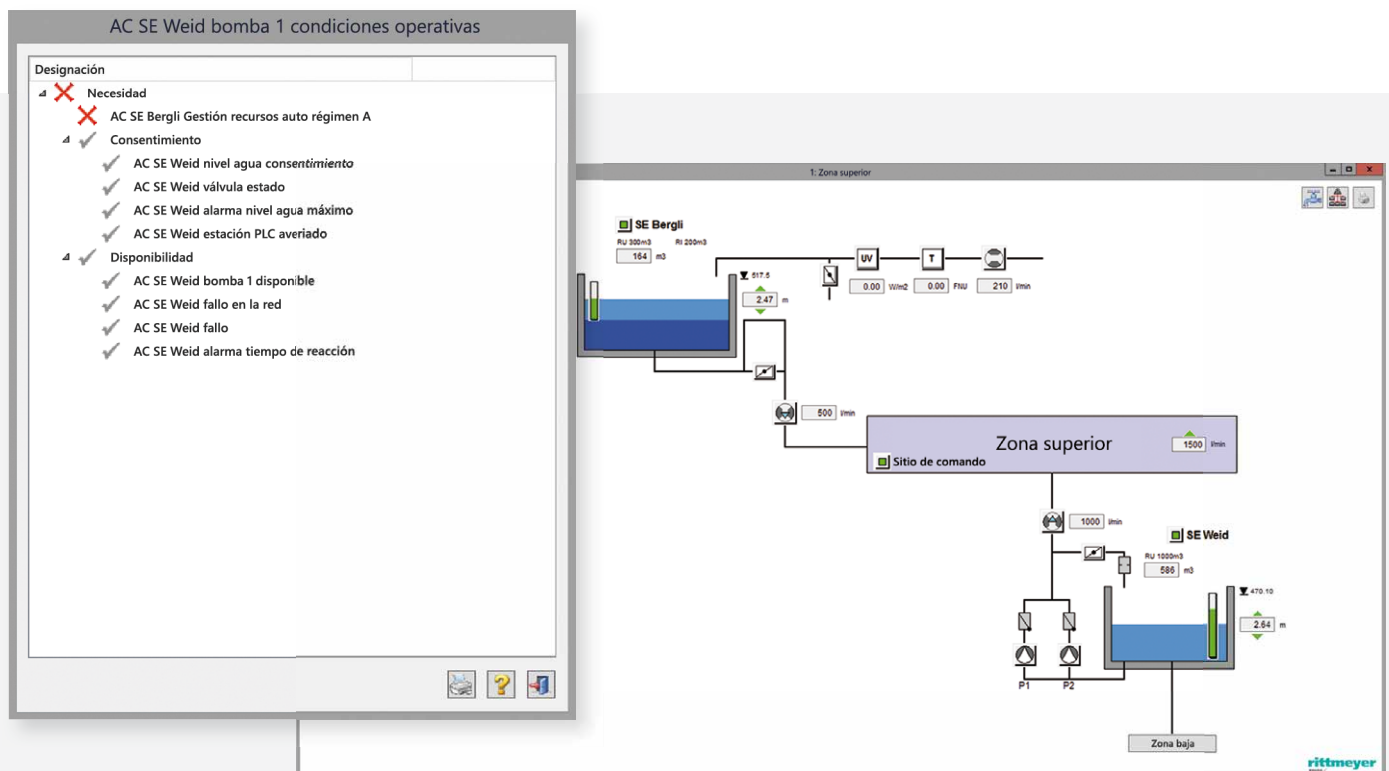 AC SE Weid bomba 1 condiciones operativas
Designación
Necesidad
AC SE Bergli Gestión recursos auto régimen A
Consentimiento
AC SE Weid nivel agua consentimiento
AC SE Weid válvula estado
AC SE Weid alarma nivel agua máximo
AC SE Weid estación PLC averiado
Disponibilidad
AC SE Weid bomba 1 disponible
AC SE Weid fallo en la red
AC SE Weid fallo
AC SE Weid alarma tiempo de reacción
1: Zona superior
SE Bergli
RU 300m3 RI 200m3
164 m3
517.5
2.47 m
UV
T
0.00 W/m2
0.00 FNU
210 l/min
500 l/min
Zona superior
1500 l/min
Sitio de comando
1000 l/min
SE Weid
RU 1000m3
586 m3
470.10
2.64 m
P1
P2
Zona baja
rittmeyer